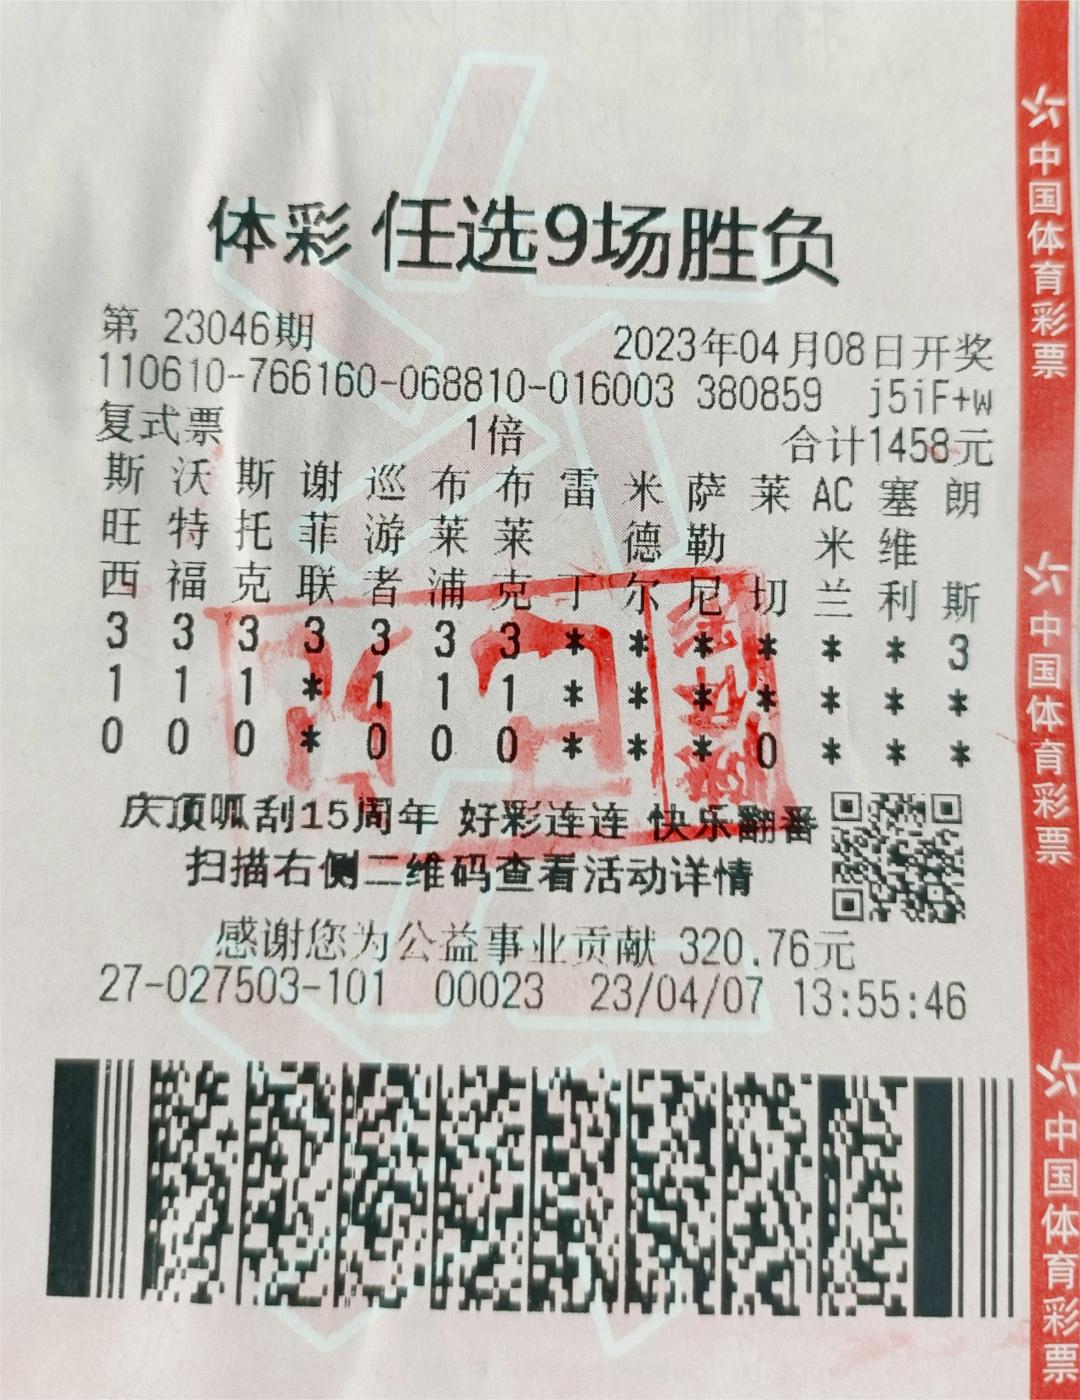 体彩 任选9场胜负
第 23046期 2023年04月08日开奖
110610-766160-068810-016003 380859 j5iF+w
复式票 1倍 合计1458元
斯 沃 斯 谢 巡 布 布 雷 米 萨 莱 AC 塞 朗
旺 特 托 菲 游 莱 莱 德 勒 米 维
西 福 克 联 者 浦 克 丁 尔 尼 切 兰 利 斯
3 3 3 3 3 3 3 * * * * * * 3
1 1 1 * 1 1 1 * * * * * * *
0 0 0 * 0 0 0 * * * 0 * * *
庆顶呱刮15周年 好彩连连 快乐翻番
扫描右侧二维码查看活动详情
感谢您为公益事业贡献 320.76元
27-027503-101 00023 23/04/07 13:55:46
中国体育彩票
中国体育彩票
中国体育彩票